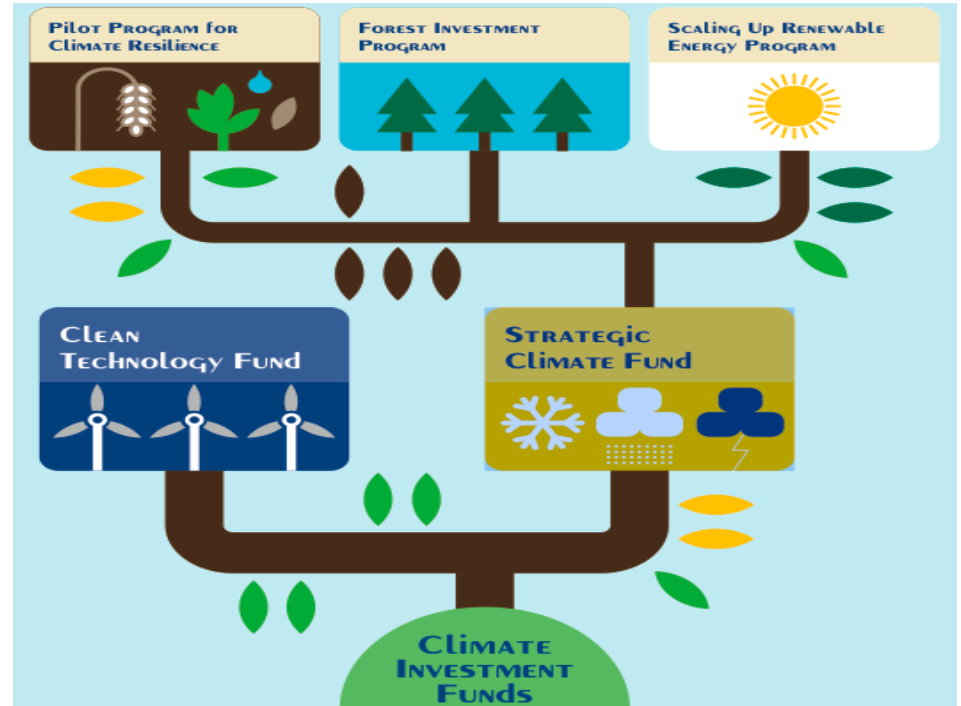 Pilot Program for
Climate Resilience
Forest Investment
Program
Scaling Up Renewable
Energy Program
Clean
Technology Fund
Strategic
Climate Fund
Climate
Investment
Funds